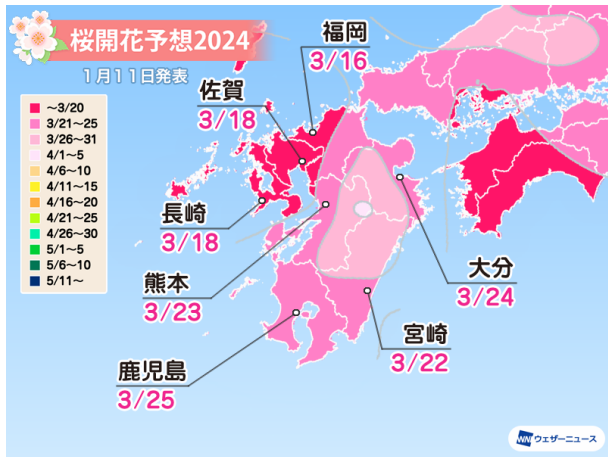 桜開花予想2024
1月11日発表
～3/20
3/21～25
3/26～31
4/1～5
4/6～10
4/11～15
4/16～20
4/21～25
4/26～30
5/1～5
5/6～10
5/11～
福岡
3/16
佐賀
3/18
長崎
3/18
熊本
3/23
大分
3/24
宮崎
3/22
鹿児島
3/25
WNI ウェザーニュース